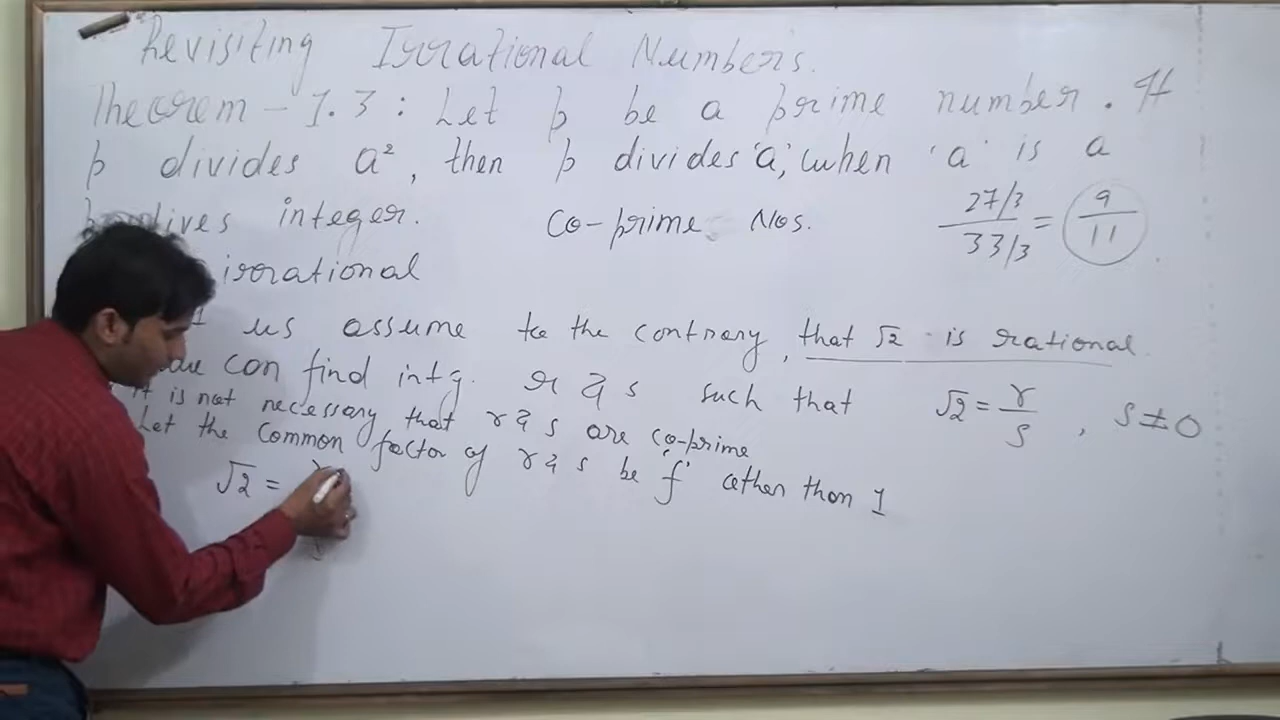 Revisiting Irrational Numbers.
Theorem - 1.3 : Let p be a prime number. If
p divides a², then p divides 'a', when 'a' is a
integer. Co-prime Nos. 27/3 / 33/3 = 9/11
irrational
us assume to the contrary, that √2 is rational
can find intg. r & s such that √2 = r/s, s≠0
It is not necessary that r & s are co-prime
Let the common factor of r & s be 'f' other than 1
√2 =